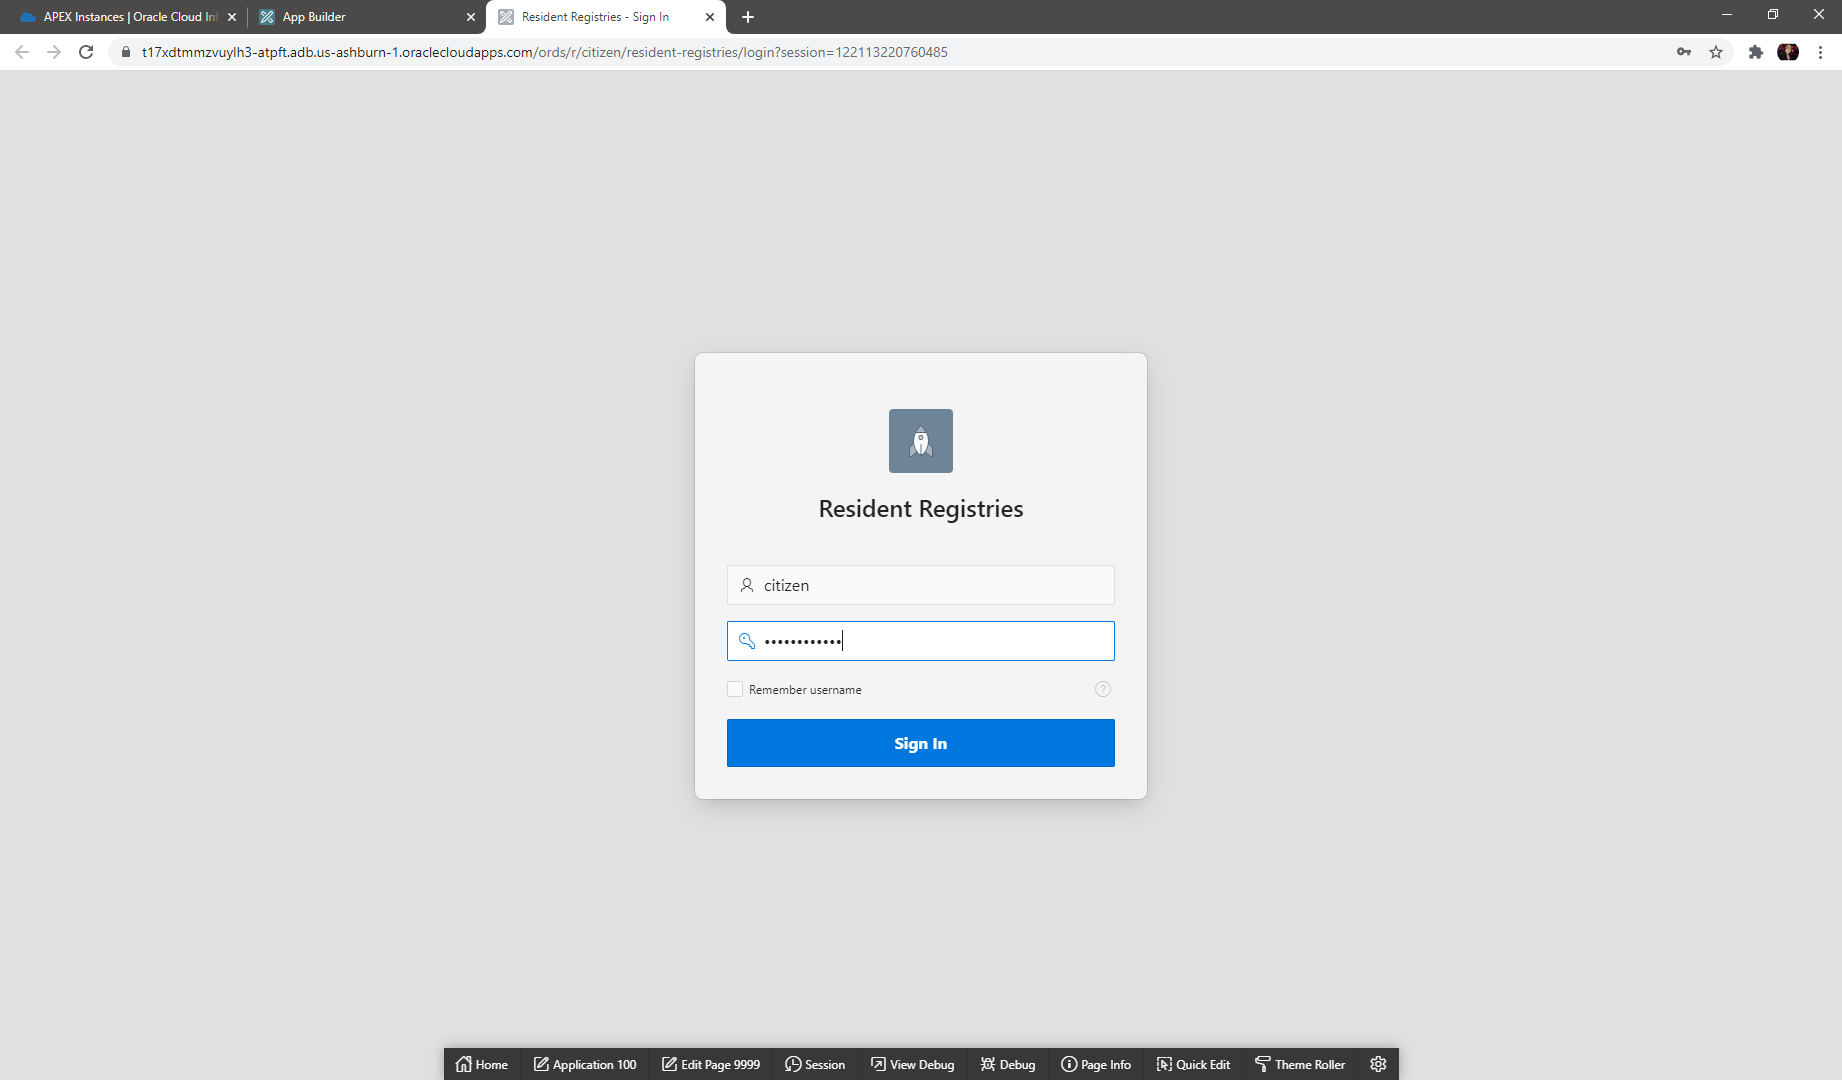 APEX Instances | Oracle Cloud Inf
App Builder
Resident Registries - Sign In
t17xdtmmzvuylh3-atpft.adb.us-ashburn-1.oraclecloudapps.com/ords/r/citizen/resident-registries/login?session=122113220760485
Resident Registries
citizen
••••••••••••
Remember username
?
Sign In
Home
Application 100
Edit Page 9999
Session
View Debug
Debug
Page Info
Quick Edit
Theme Roller